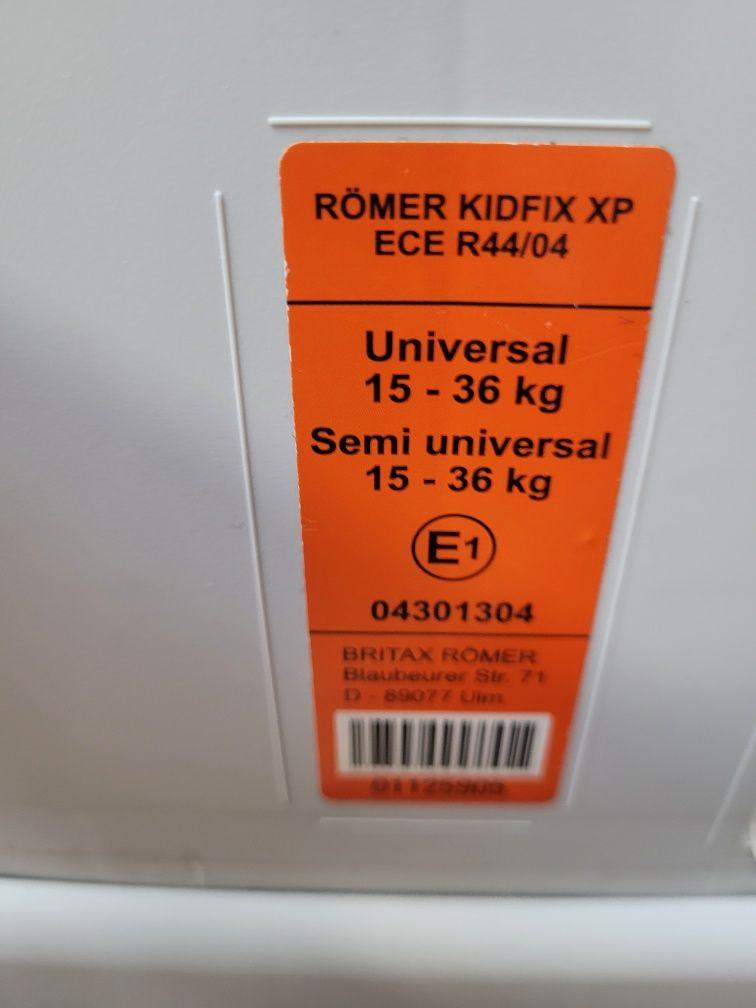 RÖMER KIDFIX XP
ECE R44/04
Universal
15 - 36 kg
Semi universal
15 - 36 kg
E1
04301304
BRITAX RÖMER
Blaubeurer Str. 71
D - 89077 Ulm
01125905